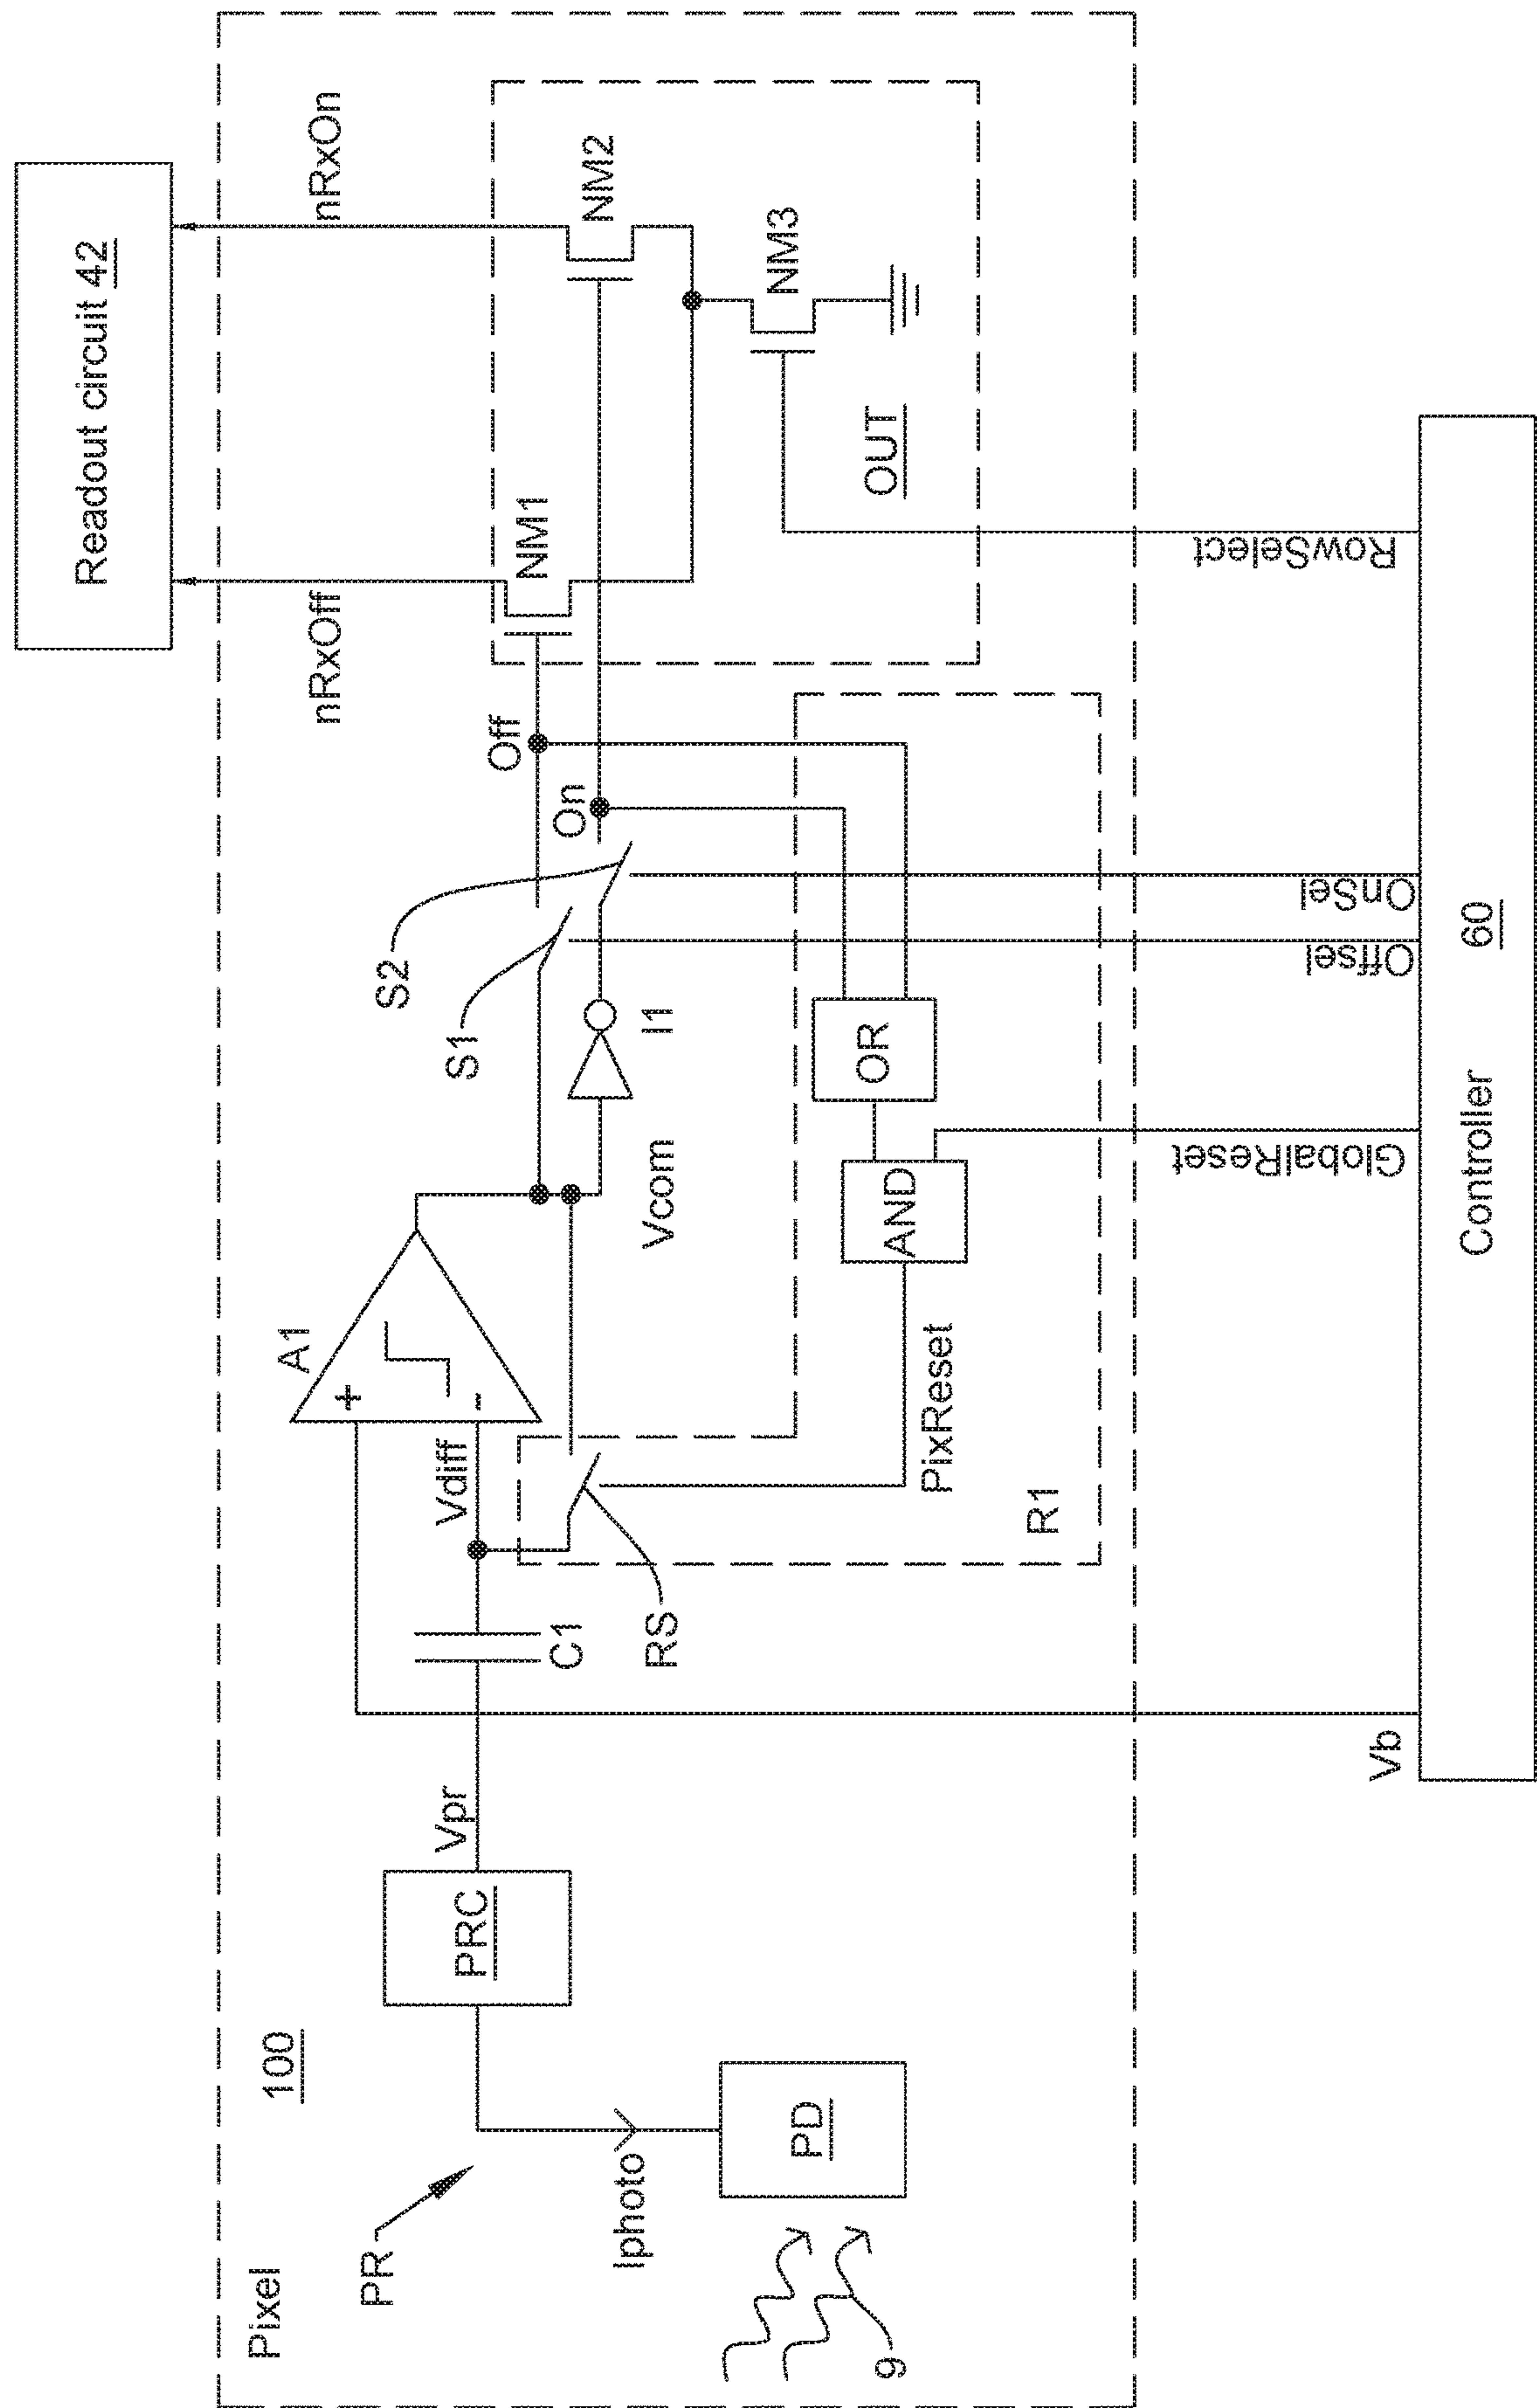 Pixel
100
PR
Iphoto
PD
9
PRC
Vpr
C1
Vdiff
A1
+
-
RS
R1
PixReset
AND
OR
Vcom
I1
S1
S2
On
Off
nRxOff
nRxOn
NM1
NM2
NM3
OUT
Readout circuit 42
Vb
GlobalReset
Offsel
OnSel
RowSelect
Controller 60